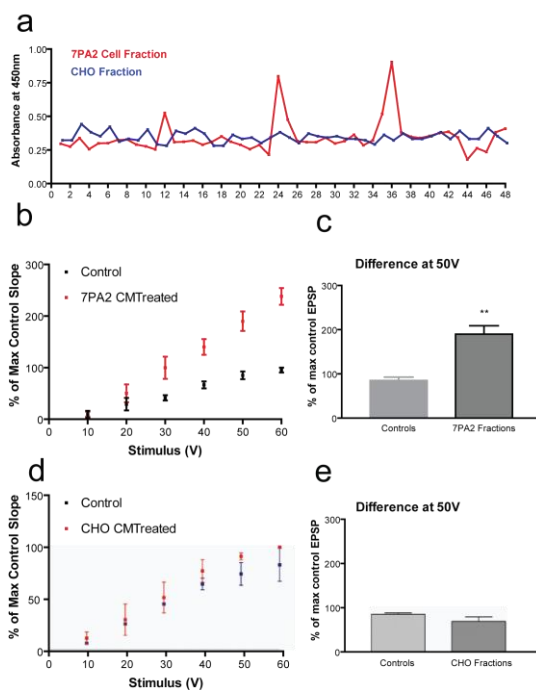 a
7PA2 Cell Fraction
CHO Fraction
Absorbance at 450nm
1.00
0.75
0.50
0.25
0.00
0 2 4 6 8 10 12 14 16 18 20 22 24 26 28 30 32 34 36 38 40 42 44 46 48
b
Control
7PA2 CMTreated
% of Max Control Slope
300
200
100
0
0 10 20 30 40 50 60
Stimulus (V)
c
Difference at 50V
**
% of max control EPSP
300
200
100
0
Controls 7PA2 Fractions
d
Control
CHO CMTreated
% of Max Control Slope
150
100
50
0
0 10 20 30 40 50 60
Stimulus (V)
e
Difference at 50V
% of max control EPSP
300
200
100
0
Controls CHO Fractions